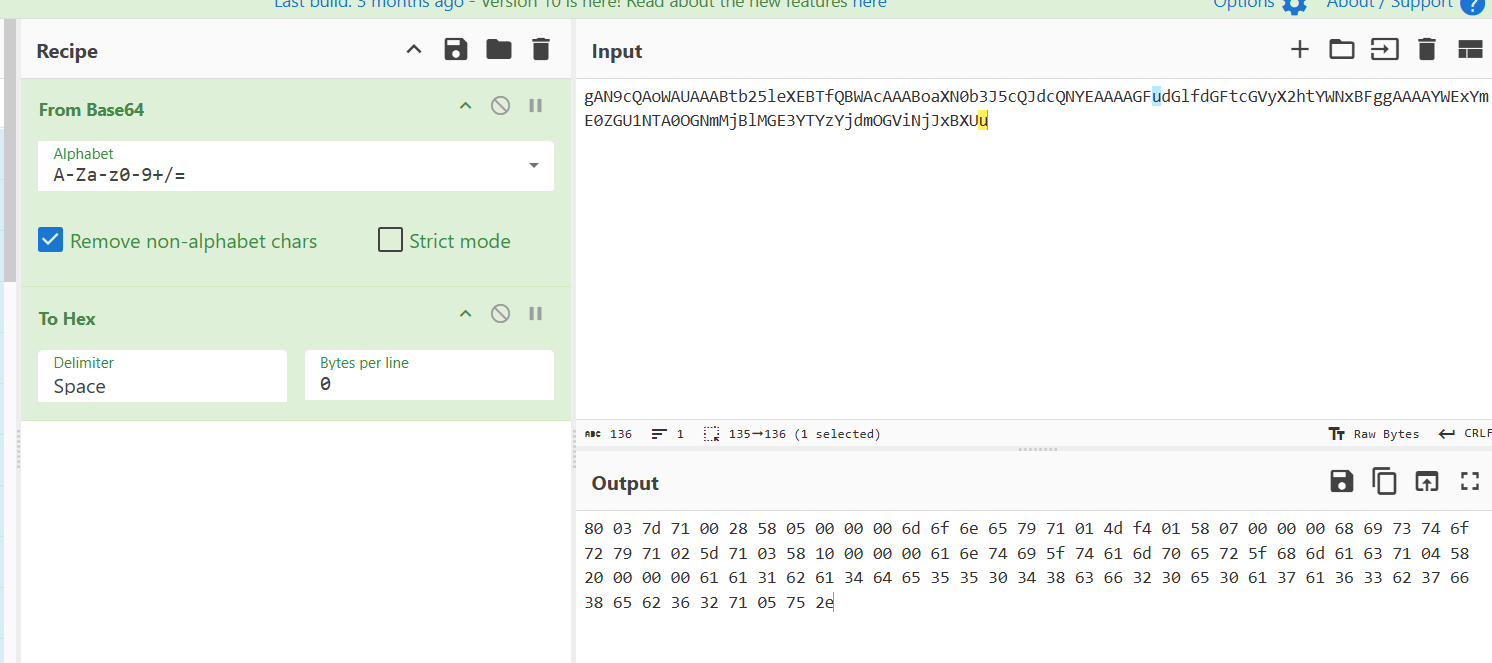 Last build: 3 months ago - Version 10 is here! Read about the new features here
Options
About / Support
Recipe
Input
From Base64
Alphabet
A-Za-z0-9+/=
Remove non-alphabet chars
Strict mode
To Hex
Delimiter
Space
Bytes per line
0
gAN9cQAoWAUAAABtb25leXEBTfQBWAcAAABoaXN0b3J5cQJdcQNYEAAAAGFudGlfdGFtcGVyX2htYWNxBFggAAAAYWExYm
E0ZGU1NTA0OGNmMjBlMGE3YTYzYjdmOGViNjJxBXUu
ABC 136
1
135→136 (1 selected)
Raw Bytes
CRLF
Output
80 03 7d 71 00 28 58 05 00 00 00 6d 6f 6e 65 79 71 01 4d f4 01 58 07 00 00 00 68 69 73 74 6f
72 79 71 02 5d 71 03 58 10 00 00 00 61 6e 74 69 5f 74 61 6d 70 65 72 5f 68 6d 61 63 71 04 58
20 00 00 00 61 61 31 62 61 34 64 65 35 35 30 34 38 63 66 32 30 65 30 61 37 61 36 33 62 37 66
38 65 62 36 32 71 05 75 2e